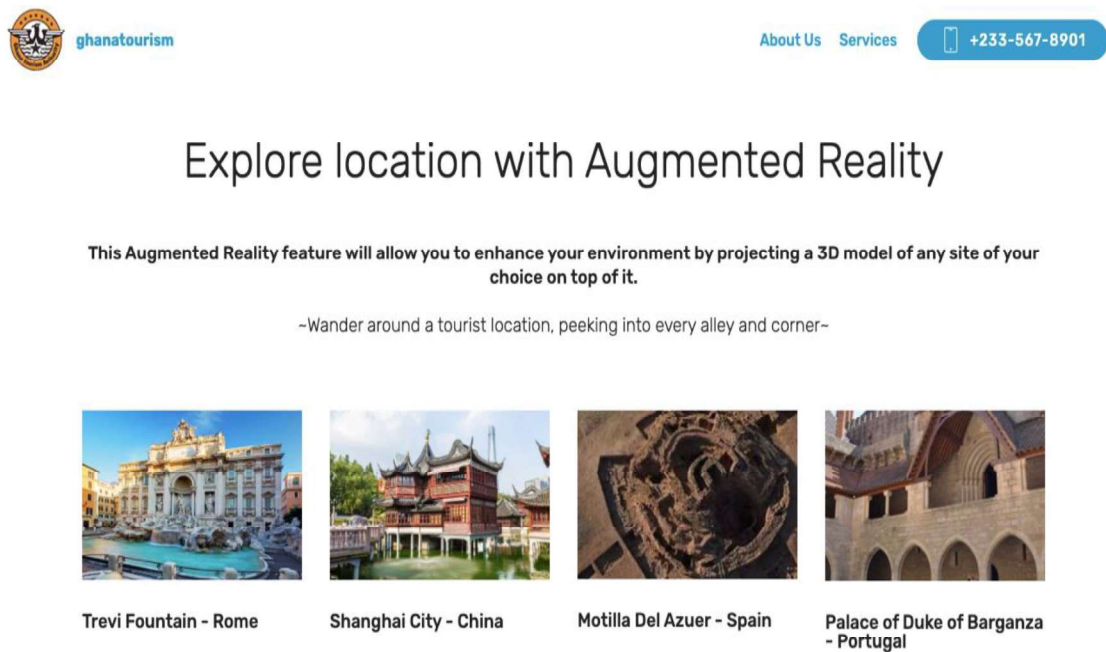 ghanatourism
About Us Services +233-567-8901
Explore location with Augmented Reality
This Augmented Reality feature will allow you to enhance your environment by projecting a 3D model of any site of your
choice on top of it.
~Wander around a tourist location, peeking into every alley and corner~
Trevi Fountain - Rome
Shanghai City - China
Motilla Del Azuer - Spain
Palace of Duke of Barganza
- Portugal